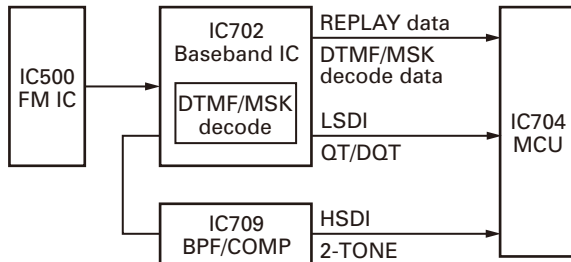 IC500
FM IC
IC702
Baseband IC
DTMF/MSK
decode
REPLAY data
DTMF/MSK
decode data
LSDI
QT/DQT
IC709
BPF/COMP
HSDI
2-TONE
IC704
MCU